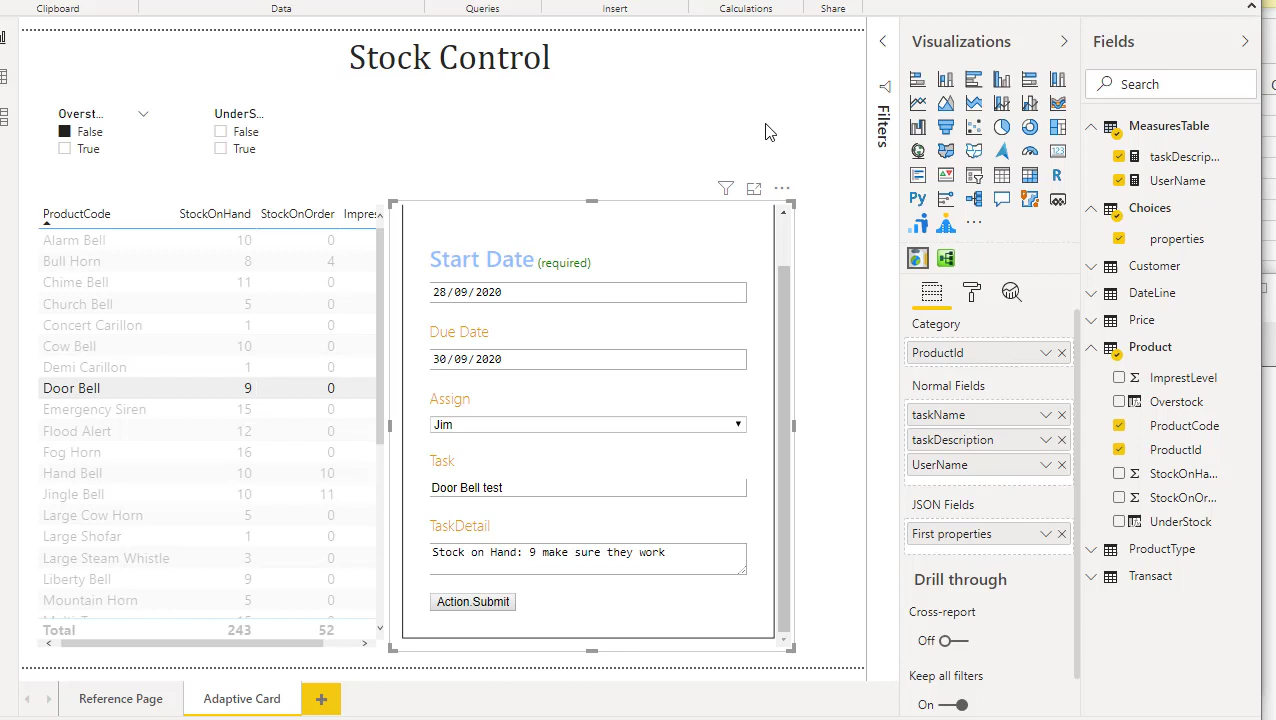 Clipboard
Data
Queries
Insert
Calculations
Share
Stock Control
Overst...
False
True
UnderS...
False
True
ProductCode StockOnHand StockOnOrder Impres
Alarm Bell 10 0
Bull Horn 8 4
Chime Bell 11 0
Church Bell 5 0
Concert Carillon 1 0
Cow Bell 10 0
Demi Carillon 1 0
Door Bell 9 0
Emergency Siren 15 0
Flood Alert 12 0
Fog Horn 16 0
Hand Bell 10 10
Jingle Bell 10 11
Large Cow Horn 5 0
Large Shofar 1 0
Large Steam Whistle 3 0
Liberty Bell 9 0
Mountain Horn 5 0
Total 243 52
Start Date (required)
28/09/2020
Due Date
30/09/2020
Assign
Jim
Task
Door Bell test
TaskDetail
Stock on Hand: 9 make sure they work
Action.Submit
Filters
Visualizations
R
Py
123
Category
ProductId
Normal Fields
taskName
taskDescription
UserName
JSON Fields
First properties
Drill through
Cross-report
Off
Keep all filters
On
Fields
Search
MeasuresTable
taskDescrip...
UserName
Choices
properties
Customer
DateLine
Price
Product
ImprestLevel
Overstock
ProductCode
ProductId
StockOnHa...
StockOnOr...
UnderStock
ProductType
Transact
Reference Page
Adaptive Card